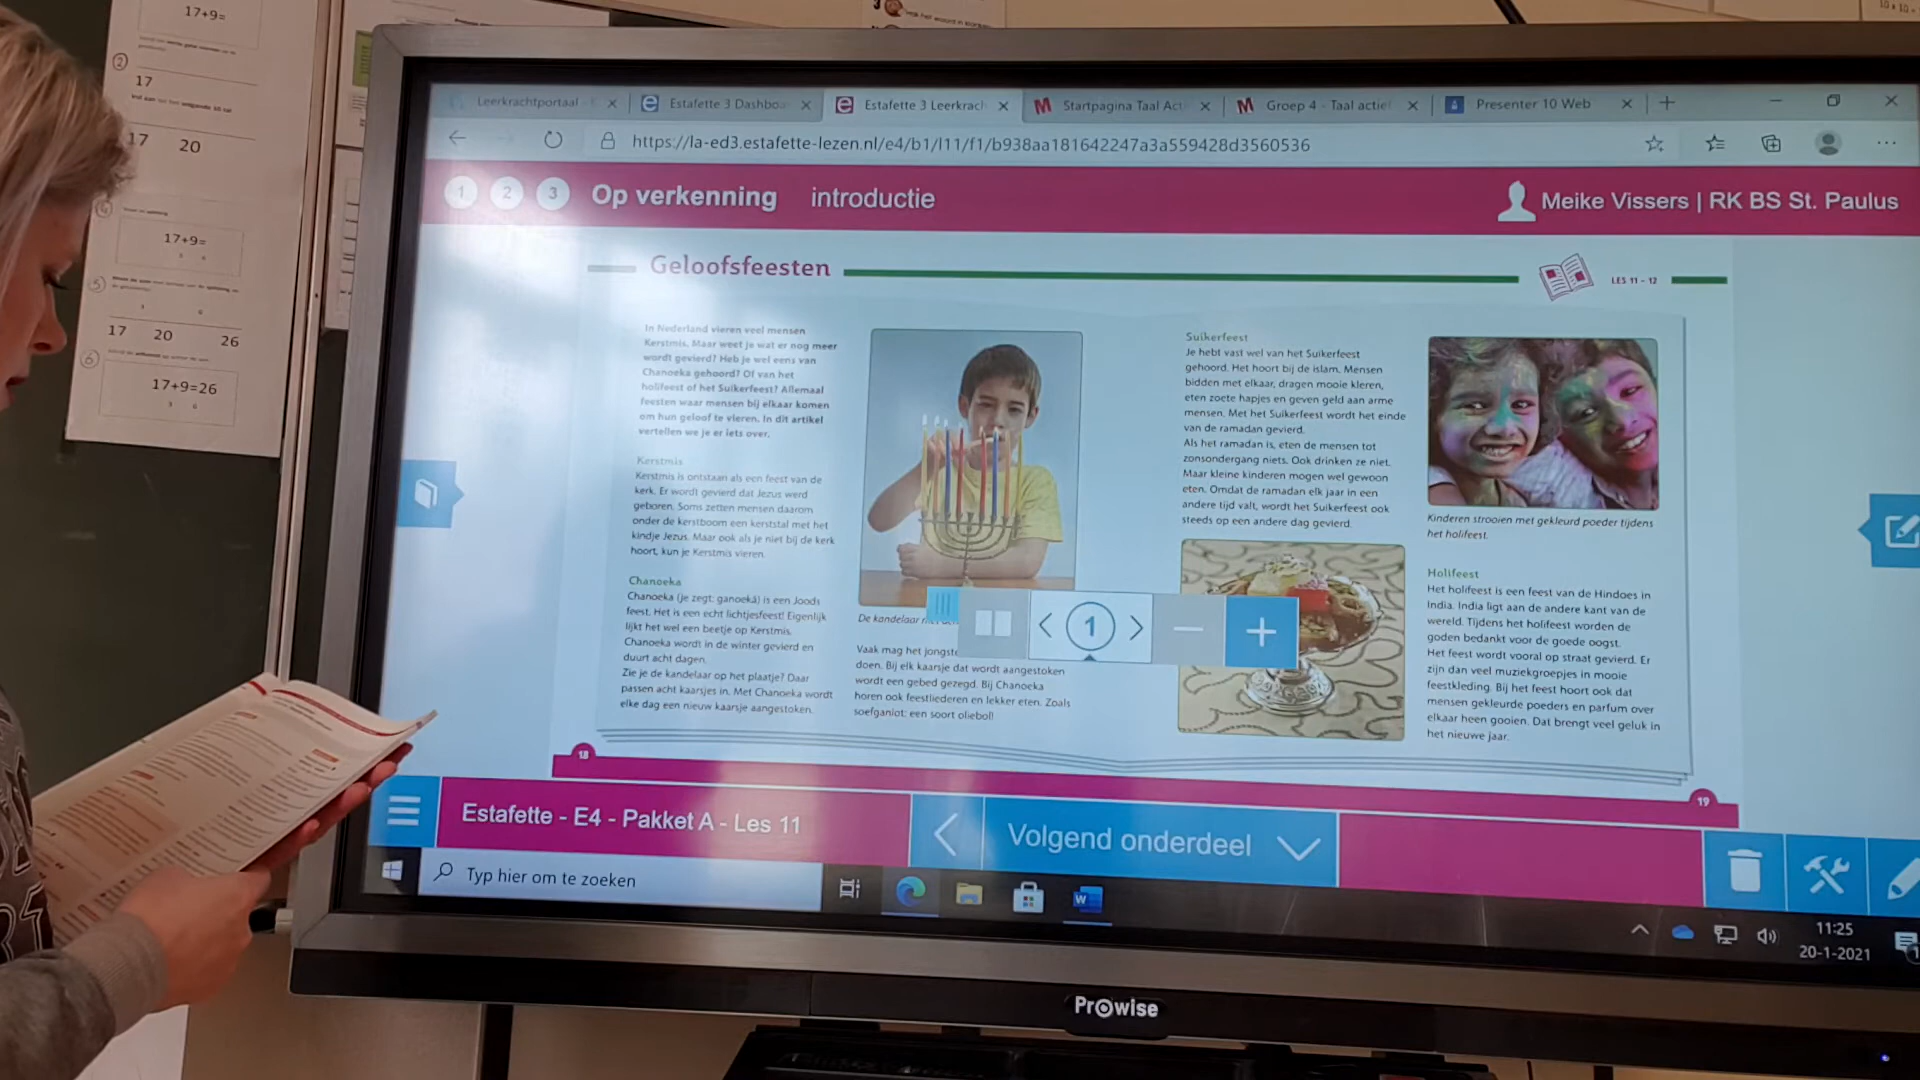 17+9=
②
17
17 20
④
17+9=
⑤
17 20 26
⑥
17+9=26
Leerkrachtportaal
Estafette 3 Dashboa
Estafette 3 Leerkrach
Startpagina Taal Act
Groep 4 - Taal actief
Presenter 10 Web
https://la-ed3.estafette-lezen.nl/e4/b1/l11/f1/b938aa181642247a3a559428d3560536
1 2 3 Op verkenning introductie
Meike Vissers | RK BS St. Paulus
Geloofsfeesten
LES 11 - 12
In Nederland vieren veel mensen
Kerstmis. Maar weet je wat er nog meer
wordt gevierd? Heb je wel eens van
Chanoeka gehoord? Of van het
holifeest of het Suikerfeest? Allemaal
feesten waar mensen bij elkaar komen
om hun geloof te vieren. In dit artikel
vertellen we je er iets over.
Kerstmis
Kerstmis is ontstaan als een feest van de
kerk. Er wordt gevierd dat Jezus werd
geboren. Soms zetten mensen daarom
onder de kerstboom een kerststal met het
kindje Jezus. Maar ook als je niet bij de kerk
hoort, kun je Kerstmis vieren.
Chanoeka
Chanoeka (je zegt: ganoeká) is een Joods
feest. Het is een echt lichtjesfeest! Eigenlijk
lijkt het wel een beetje op Kerstmis.
Chanoeka wordt in de winter gevierd en
duurt acht dagen.
Zie je de kandelaar op het plaatje? Daar
passen acht kaarsjes in. Met Chanoeka wordt
elke dag een nieuw kaarsje aangestoken.
De kandelaar
Vaak mag het jongste
doen. Bij elk kaarsje dat wordt aangestoken
wordt een gebed gezegd. Bij Chanoeka
horen ook feestliederen en lekker eten. Zoals
soefganiot: een soort oliebol!
Suikerfeest
Je hebt vast wel van het Suikerfeest
gehoord. Het hoort bij de islam. Mensen
bidden met elkaar, dragen mooie kleren,
eten zoete hapjes en geven geld aan arme
mensen. Met het Suikerfeest wordt het einde
van de ramadan gevierd.
Als het ramadan is, eten de mensen tot
zonsondergang niets. Ook drinken ze niet.
Maar kleine kinderen mogen wel gewoon
eten. Omdat de ramadan elk jaar in een
andere tijd valt, wordt het Suikerfeest ook
steeds op een andere dag gevierd.
Kinderen strooien met gekleurd poeder tijdens
het holifeest.
Holifeest
Het holifeest is een feest van de Hindoes in
India. India ligt aan de andere kant van de
wereld. Tijdens het holifeest worden de
goden bedankt voor de goede oogst.
Het feest wordt vooral op straat gevierd. Er
zijn dan veel muziekgroepjes in mooie
feestkleding. Bij het feest hoort ook dat
mensen gekleurde poeders en parfum over
elkaar heen gooien. Dat brengt veel geluk in
het nieuwe jaar.
1
18
19
Estafette - E4 - Pakket A - Les 11
Volgend onderdeel
Typ hier om te zoeken
11:25
20-1-2021
Prowise